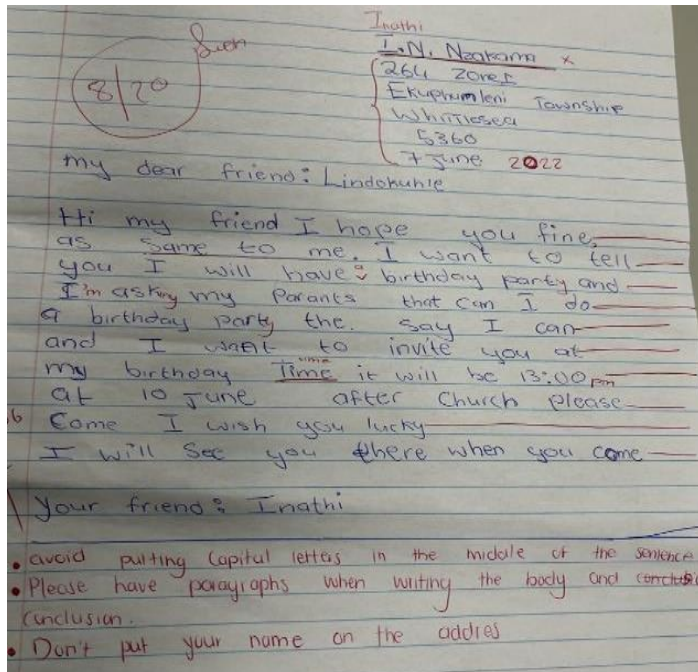 Inathi
I.N. Nzakama x
264 Zone I
Ekuphumleni Township
Whittlesea
5360
7 June 2022
8/20
my dear friend: Lindokuhle
Hi my friend I hope you fine,
as same to me. I want to tell
you I will have a birthday party and
I'm asking my Parants that can I do
a birthday party the. say I can
and I want to invite you at
my birthday Time time it will be 13:00 pm
at 10 June after Church please
6 Come I wish you lucky
I will See you there when you come
your friend: Inathi
• avoid putting Capital letters in the middle of the sentence
• Please have paragraphs when writing the body and
conclusion.
• Don't put your name on the addres